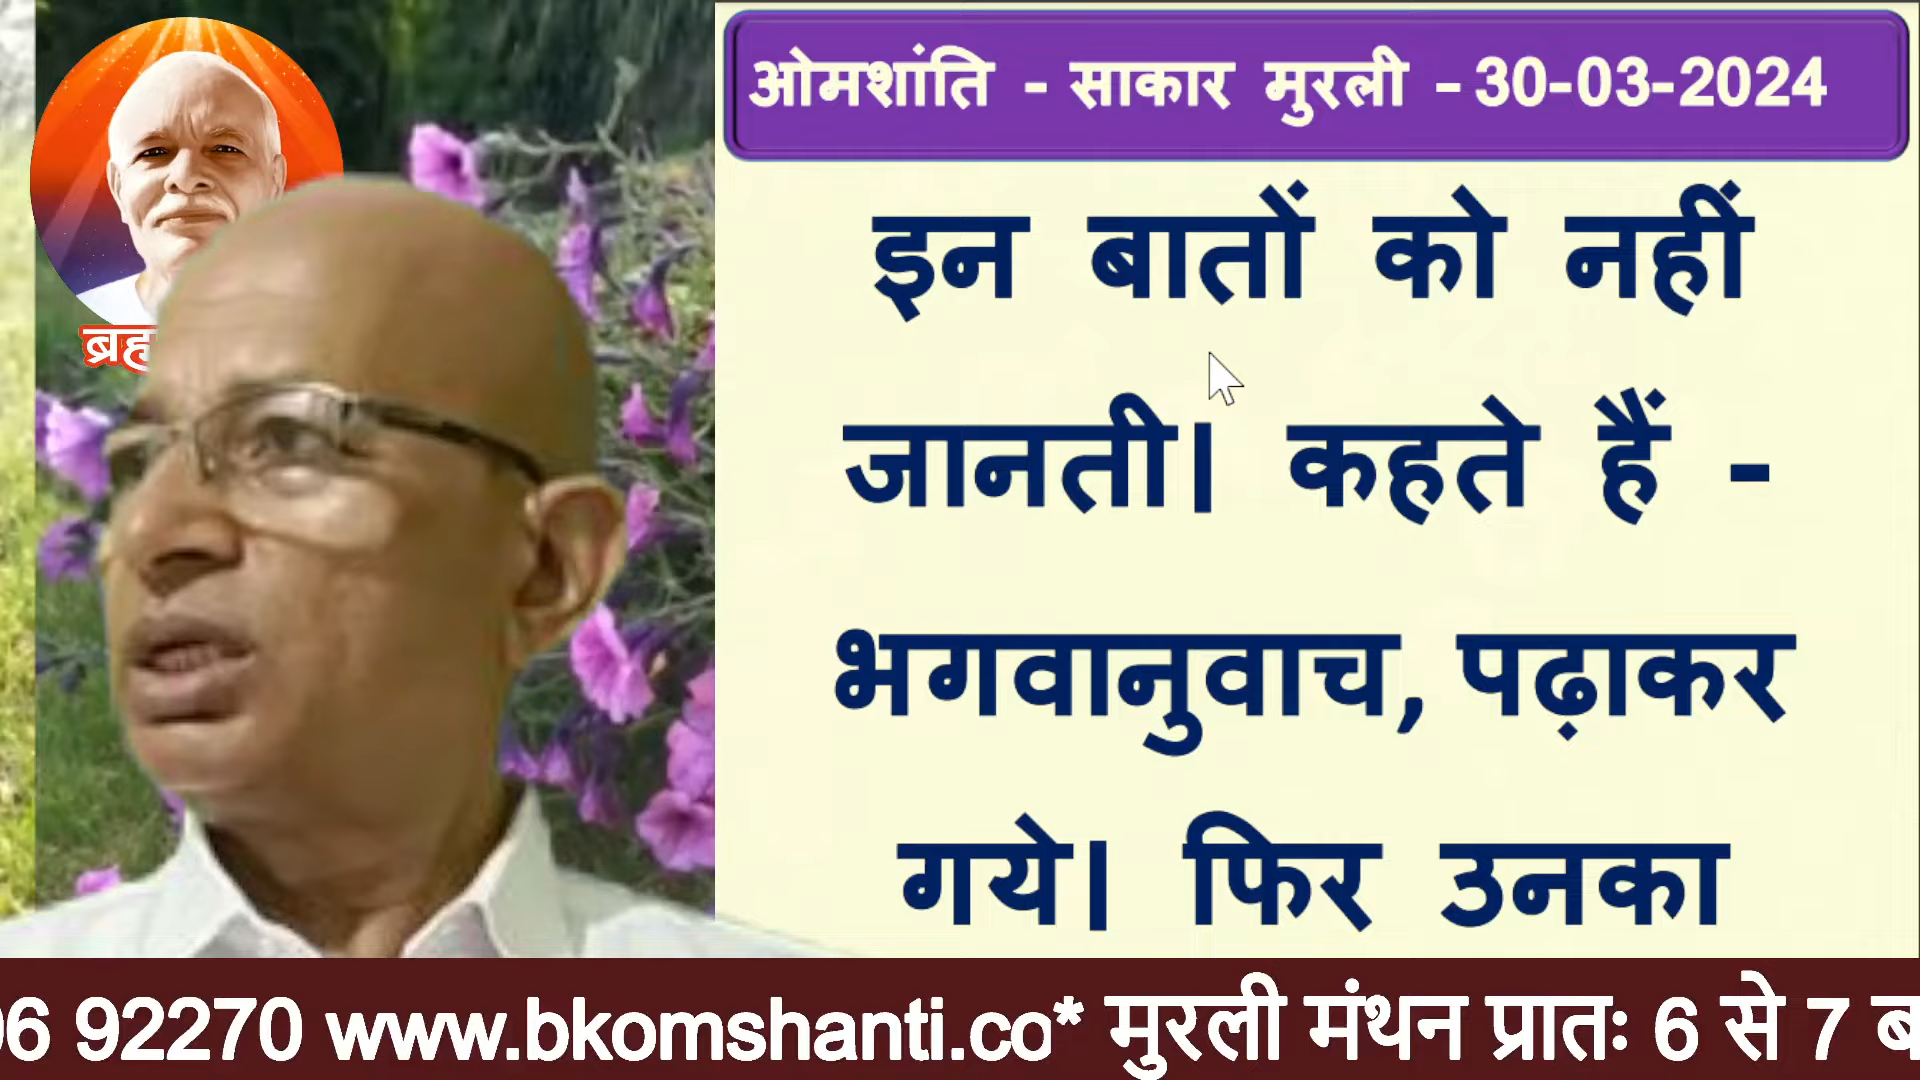 ओमशांति - साकार मुरली - 30-03-2024
इन बातों को नहीं
जानती। कहते हैं -
भगवानुवाच, पढ़ाकर
गये। फिर उनका
06 92270 www.bkomshanti.co* मुरली मंथन प्रातः 6 से 7